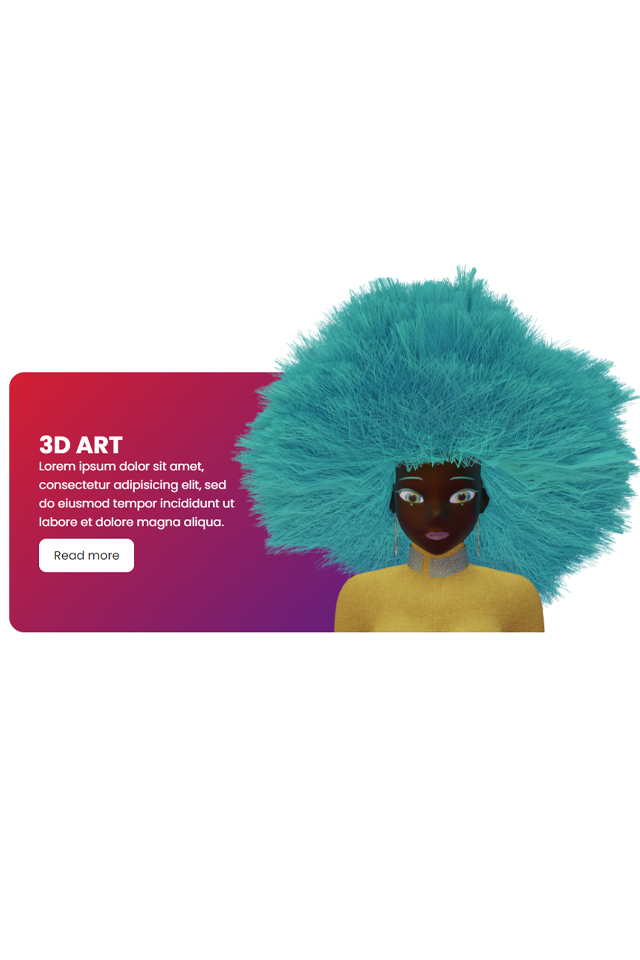 3D ART
Lorem ipsum dolor sit amet,
consectetur adipisicing elit, sed
do eiusmod tempor incididunt ut
labore et dolore magna aliqua.
Read more